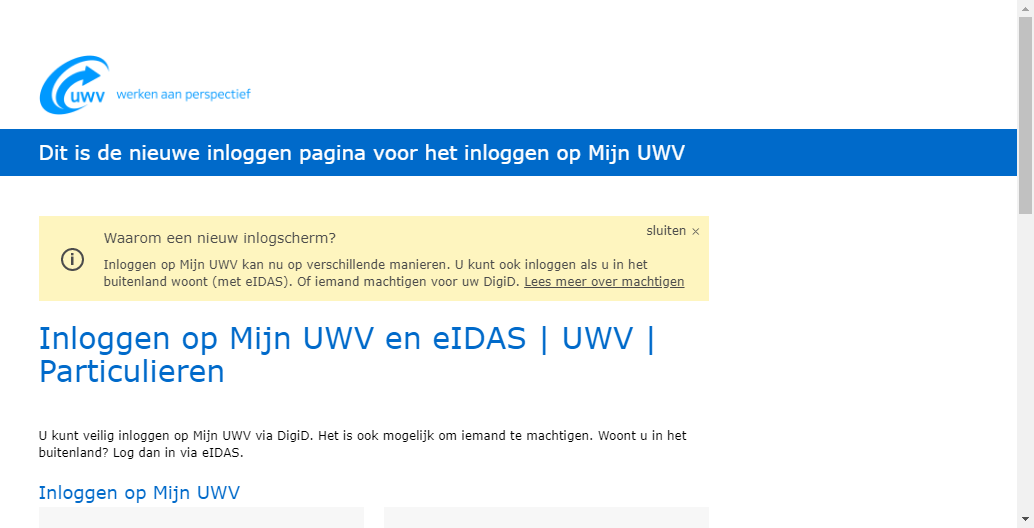 uwv werken aan perspectief
Dit is de nieuwe inloggen pagina voor het inloggen op Mijn UWV
Waarom een nieuw inlogscherm?
sluiten ×
Inloggen op Mijn UWV kan nu op verschillende manieren. U kunt ook inloggen als u in het
buitenland woont (met eIDAS). Of iemand machtigen voor uw DigiD. Lees meer over machtigen
Inloggen op Mijn UWV en eIDAS | UWV |
Particulieren
U kunt veilig inloggen op Mijn UWV via DigiD. Het is ook mogelijk om iemand te machtigen. Woont u in het
buitenland? Log dan in via eIDAS.
Inloggen op Mijn UWV